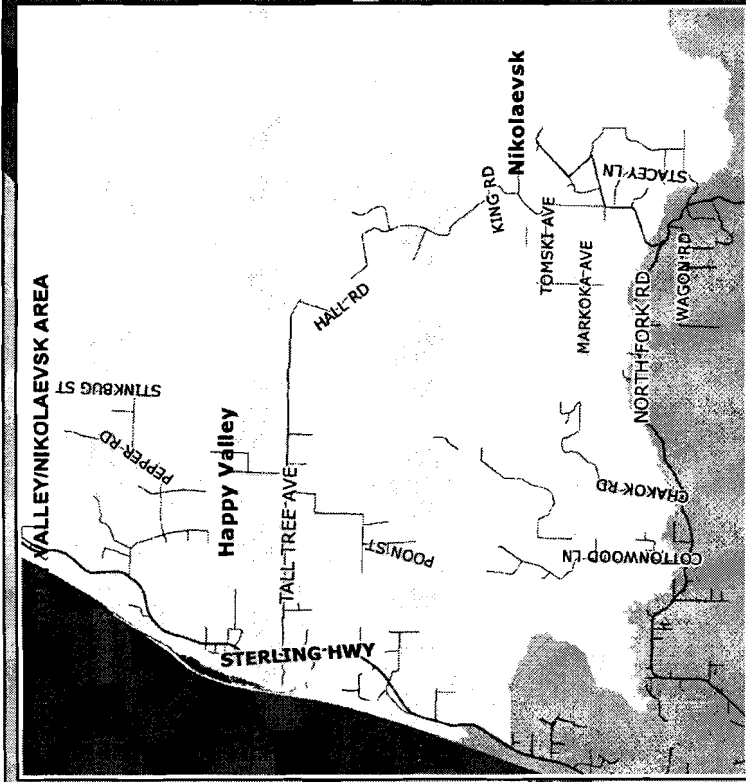 VALLEY/NIKOLAEVSK AREA
STINKBUG ST
PEPPER RD
Happy Valley
TALL TREE AVE
POON ST
STERLING HWY
HALL RD
KING RD
Nikolaevsk
TOMSKI AVE
MARKOKA AVE
STACEY LN
WAGON RD
NORTH FORK RD
CHAKOK RD
COTTONWOOD LN